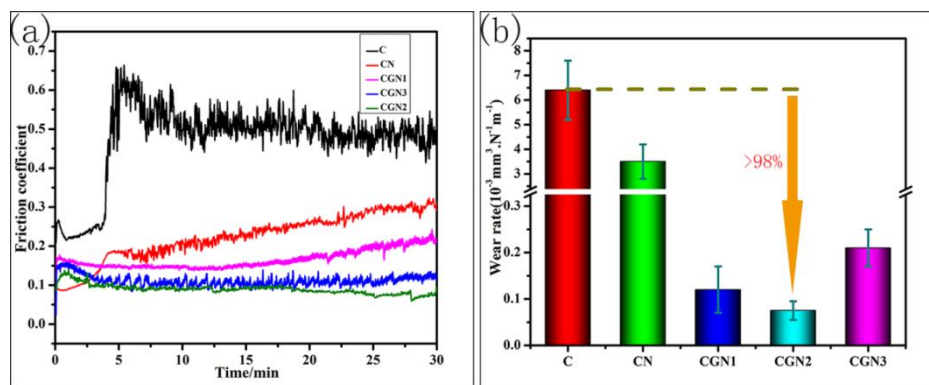 (a)
Friction coefficient
0.7
0.6
0.5
0.4
0.3
0.2
0.1
0.0
C
CN
CGN1
CGN3
CGN2
0 5 10 15 20 25 30
Time/min
(b)
Wear rate(10⁻³mm³.N⁻¹m⁻¹)
8
7
6
5
4
3
0.3
0.2
0.1
0.0
>98%
C CN CGN1 CGN2 CGN3